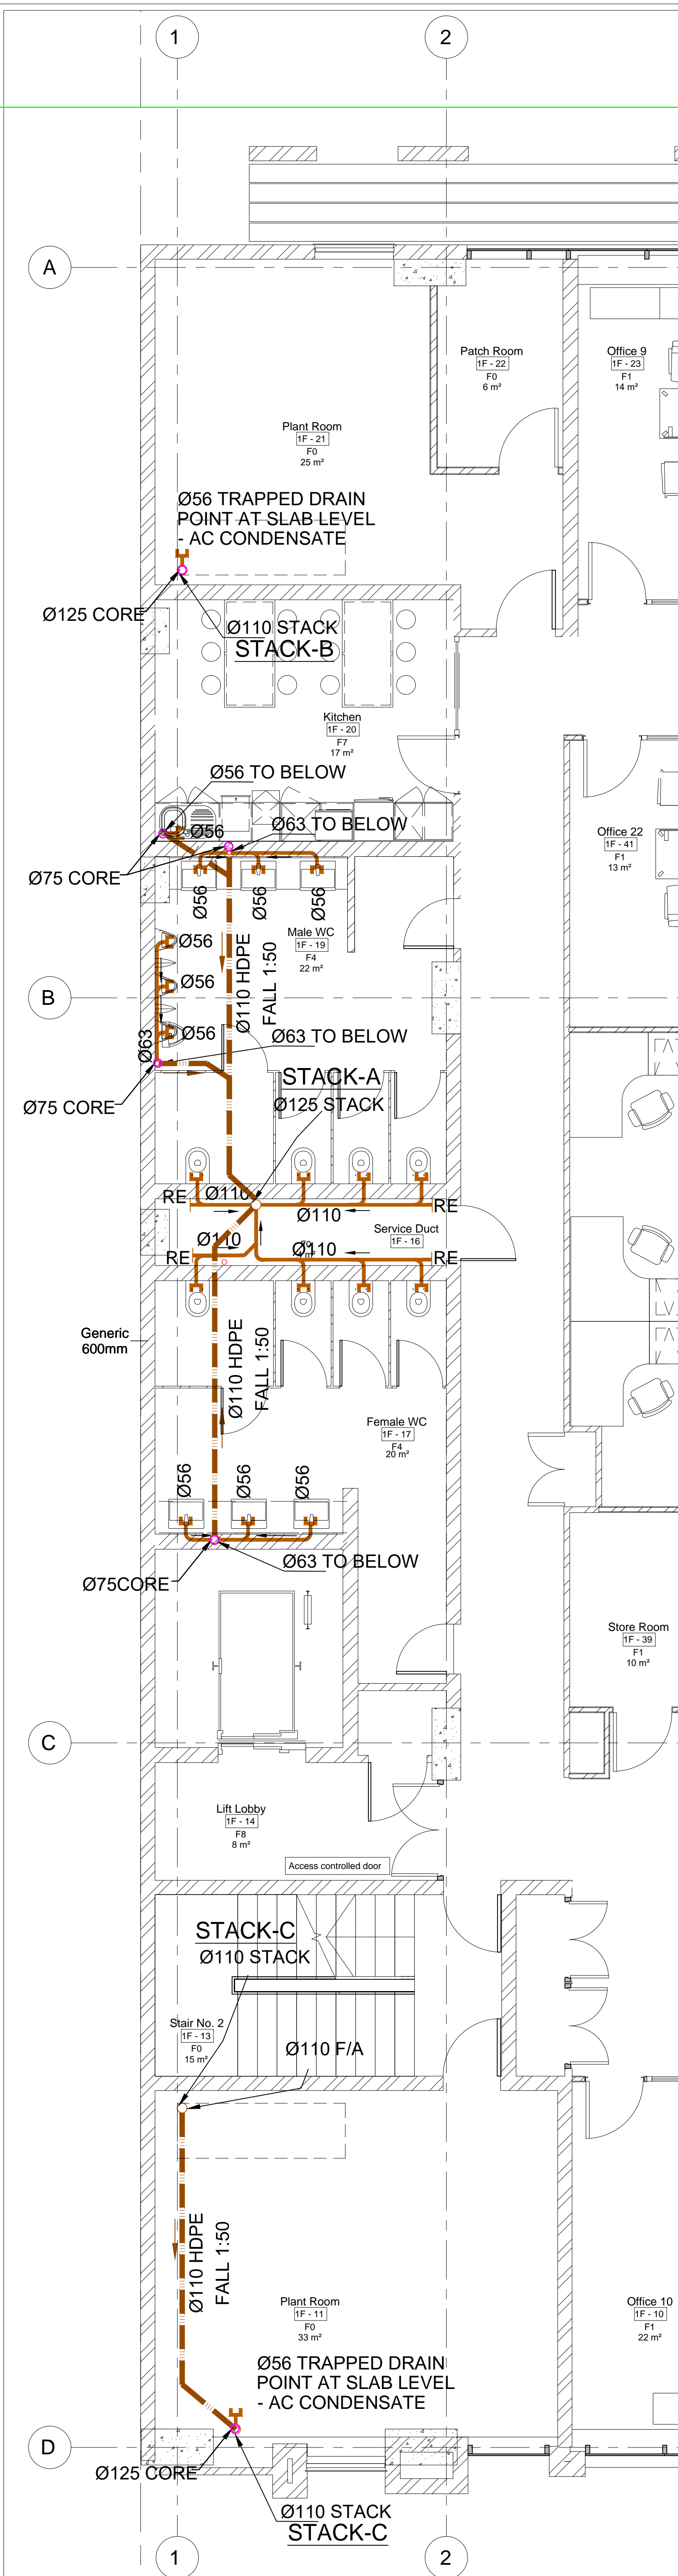 1
2
A
Patch Room
1F - 22
F0
6 m²
Office 9
1F - 23
F1
14 m²
Plant Room
1F - 21
F0
25 m²
Ø56 TRAPPED DRAIN
POINT AT SLAB LEVEL
- AC CONDENSATE
Ø125 CORE
Ø110 STACK
STACK-B
Kitchen
1F - 20
F7
17 m²
Ø56 TO BELOW
Ø56
Ø63 TO BELOW
Office 22
1F - 41
F1
13 m²
Ø75 CORE
Ø56
Ø56
Ø56
Male WC
1F - 19
F4
22 m²
Ø56
Ø56
Ø56
Ø110 HDPE
FALL 1:50
B
Ø63
Ø63 TO BELOW
Ø75 CORE
STACK-A
Ø125 STACK
RE
Ø110
Ø110
RE
Service Duct
1F - 16
Ø110
Ø110
RE
RE
Generic
600mm
Ø110 HDPE
FALL 1:50
Female WC
1F - 17
F4
20 m²
Ø56
Ø56
Ø56
Ø63 TO BELOW
Ø75CORE
Store Room
1F - 39
F1
10 m²
C
Lift Lobby
1F - 14
F8
8 m²
Access controlled door
STACK-C
Ø110 STACK
Stair No. 2
1F - 13
F0
15 m²
Ø110 F/A
Ø110 HDPE
FALL 1:50
Plant Room
1F - 11
F0
33 m²
Office 10
1F - 10
F1
22 m²
Ø56 TRAPPED DRAIN
POINT AT SLAB LEVEL
- AC CONDENSATE
D
Ø125 CORE
Ø110 STACK
STACK-C
1
2